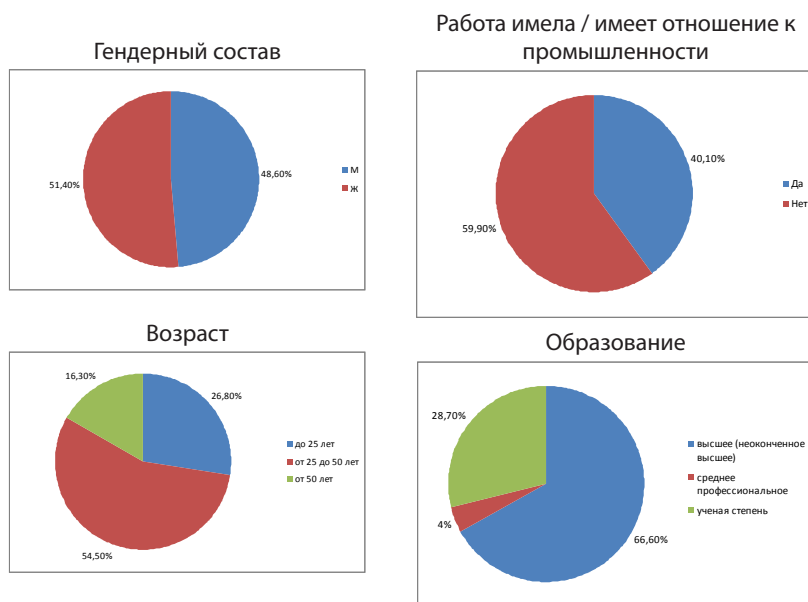 Гендерный состав
48,60%
51,40%
М
Ж
Работа имела / имеет отношение к
промышленности
40,10%
59,90%
Да
Нет
Возраст
16,30%
26,80%
54,50%
до 25 лет
от 25 до 50 лет
от 50 лет
Образование
28,70%
4%
66,60%
высшее (неоконченное
высшее)
среднее
профессиональное
ученая степень